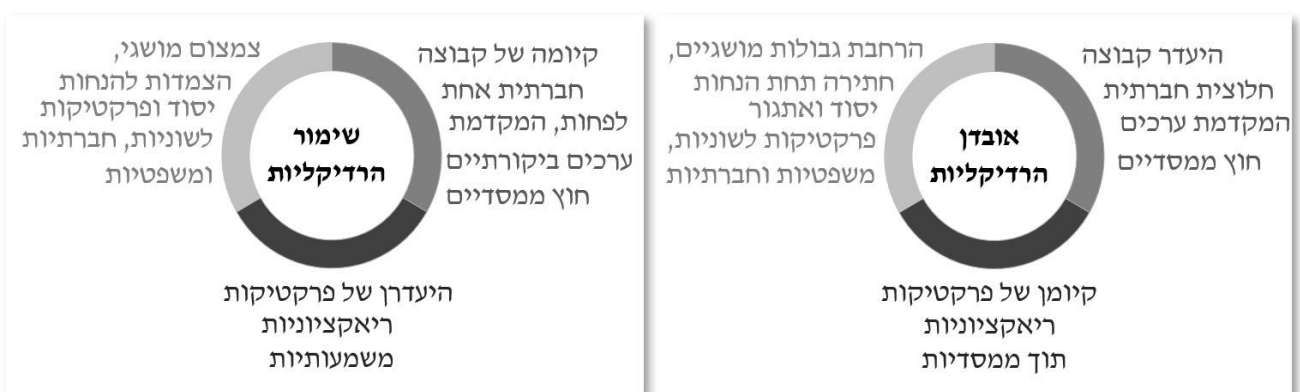 היעדר קבוצה
חלוצית חברתית
המקדמת ערכים
חוץ ממסדיים
אובדן
הרדיקליות
הרחבת גבולות מושגיים,
חתירה תחת הנחות
יסוד ואתגור
פרקטיקות לשוניות,
משפטיות וחברתיות
קיומן של פרקטיקות
ריאקציוניות
תוך ממסדיות
קיומה של קבוצה
חברתית אחת
לפחות, המקדמת
ערכים ביקורתיים
חוץ ממסדיים
שימור
הרדיקליות
צמצום מושגי,
הצמדות להנחות
יסוד ופרקטיקות
לשוניות, חברתיות
ומשפטיות
היעדרן של פרקטיקות
ריאקציוניות
משמעותיות